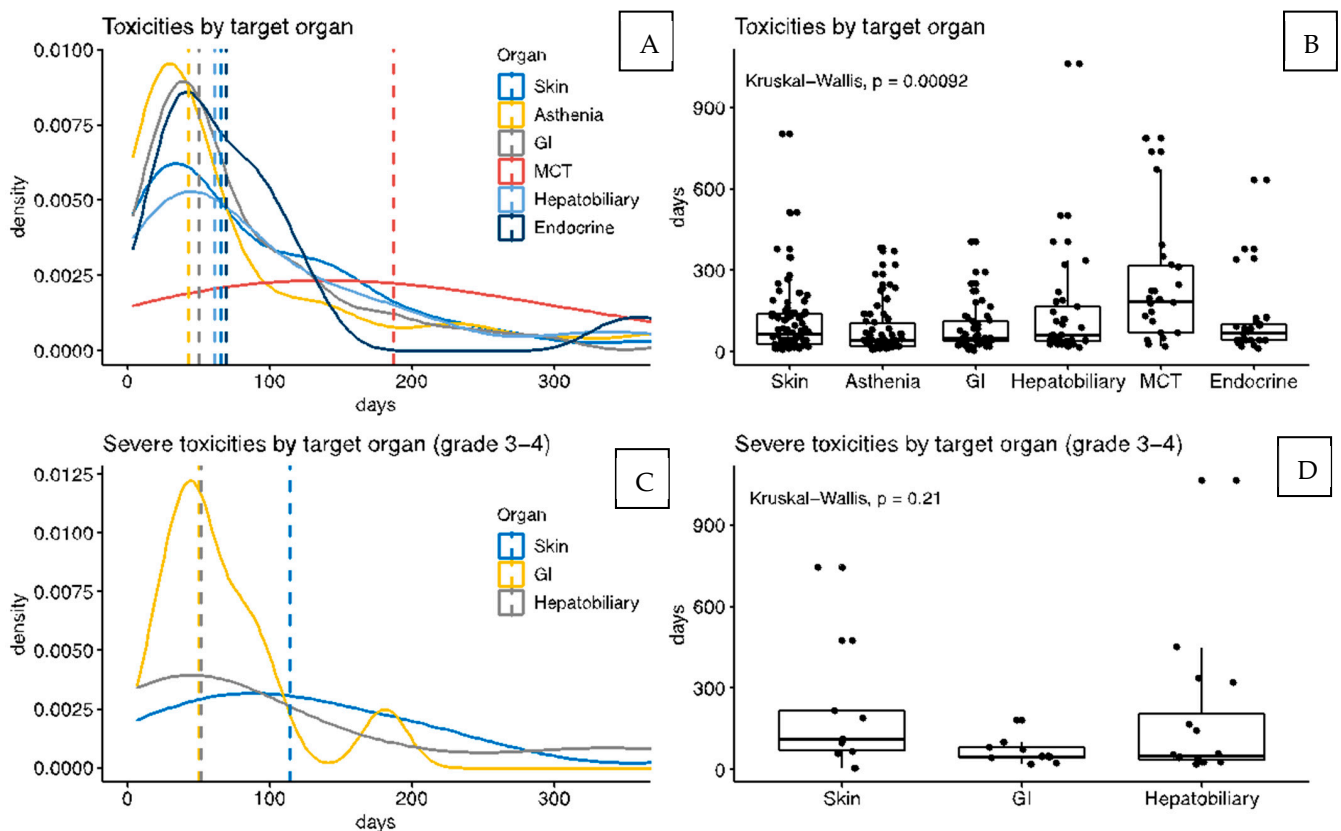 Toxicities by target organ
A
0.0100
0.0075
0.0050
0.0025
0.0000
density
0
100
200
300
days
Organ
Skin
Asthenia
GI
MCT
Hepatobiliary
Endocrine
Toxicities by target organ
B
Kruskal-Wallis, p = 0.00092
900
600
300
0
days
Skin
Asthenia
GI
Hepatobiliary
MCT
Endocrine
Severe toxicities by target organ (grade 3-4)
C
0.0125
0.0100
0.0075
0.0050
0.0025
0.0000
density
0
100
200
300
days
Organ
Skin
GI
Hepatobiliary
Severe toxicities by target organ (grade 3-4)
D
Kruskal-Wallis, p = 0.21
900
600
300
0
days
Skin
GI
Hepatobiliary